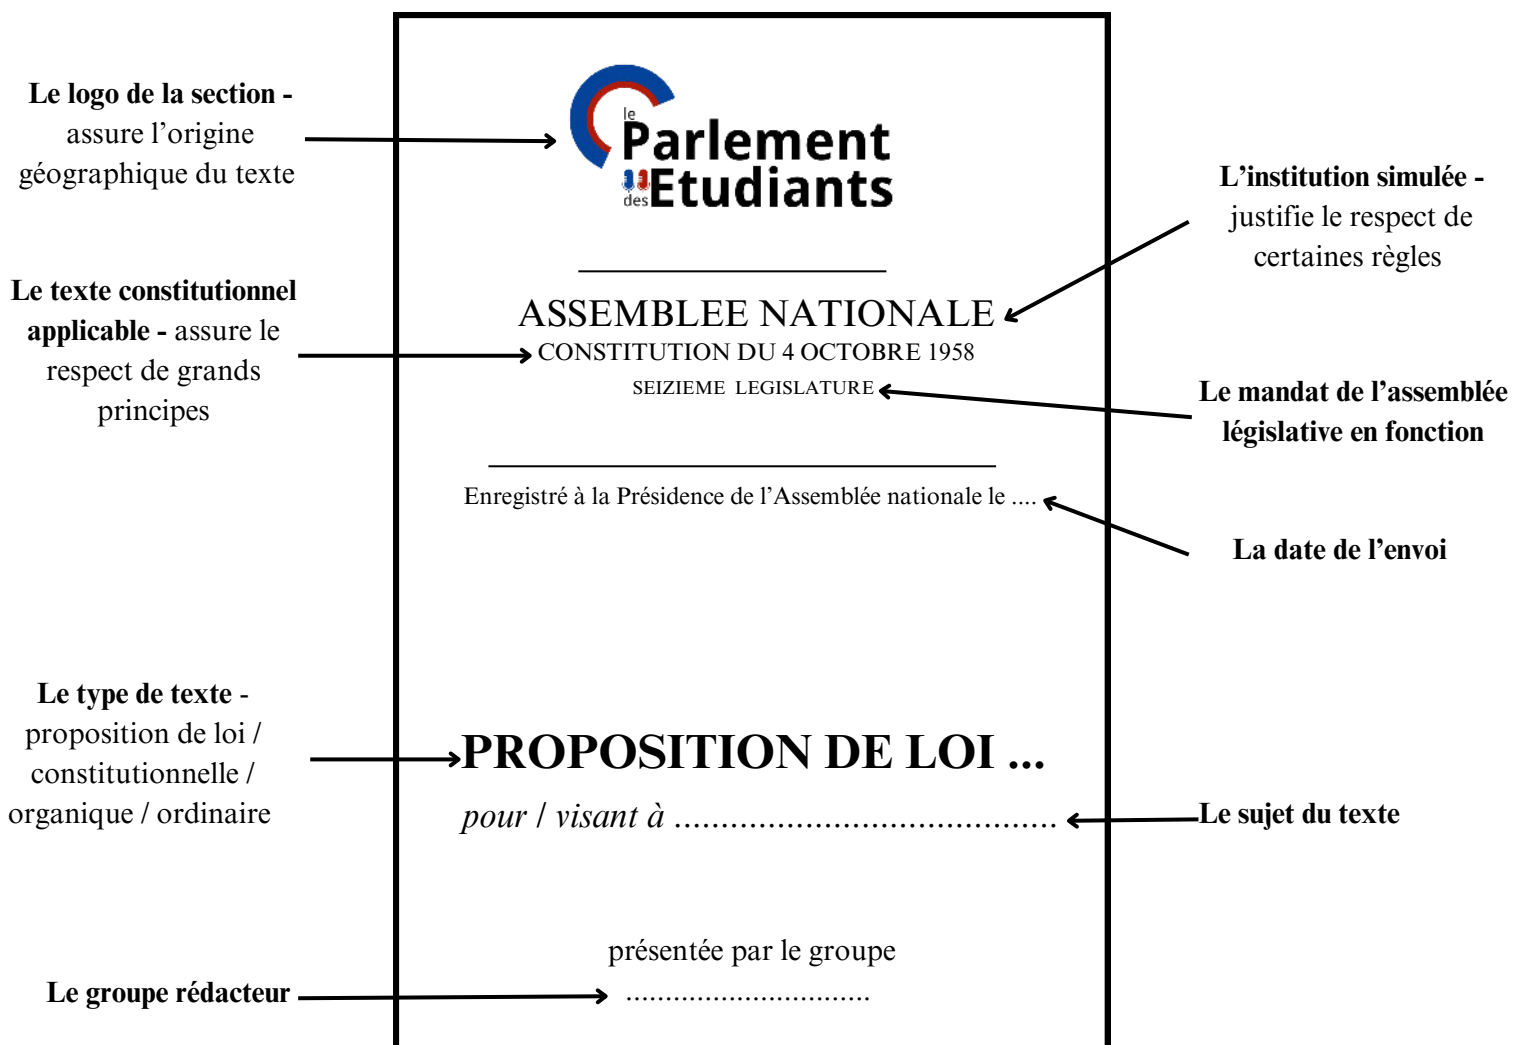 Le logo de la section -
assure l’origine
géographique du texte
le
Parlement
des Etudiants
L’institution simulée -
justifie le respect de
certaines règles
Le texte constitutionnel
applicable - assure le
respect de grands
principes
ASSEMBLEE NATIONALE
CONSTITUTION DU 4 OCTOBRE 1958
SEIZIEME LEGISLATURE
Le mandat de l’assemblée
législative en fonction
Enregistré à la Présidence de l’Assemblée nationale le ....
La date de l’envoi
Le type de texte -
proposition de loi /
constitutionnelle /
organique / ordinaire
PROPOSITION DE LOI ...
pour / visant à ......................................
Le sujet du texte
présentée par le groupe
...............................
Le groupe rédacteur